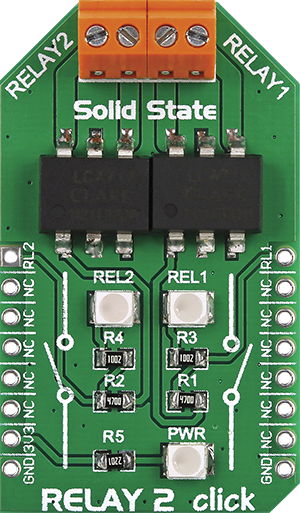 RELAY2
RELAY1
Solid State
RL2
RL1
NC
NC
REL2
REL1
NC
NC
R4
R3
NC
NC
1002
1002
NC
NC
R2
R1
4700
4700
NC
NC
3V3
NC
R5
PWR
1022
GND
GND
RELAY 2 click